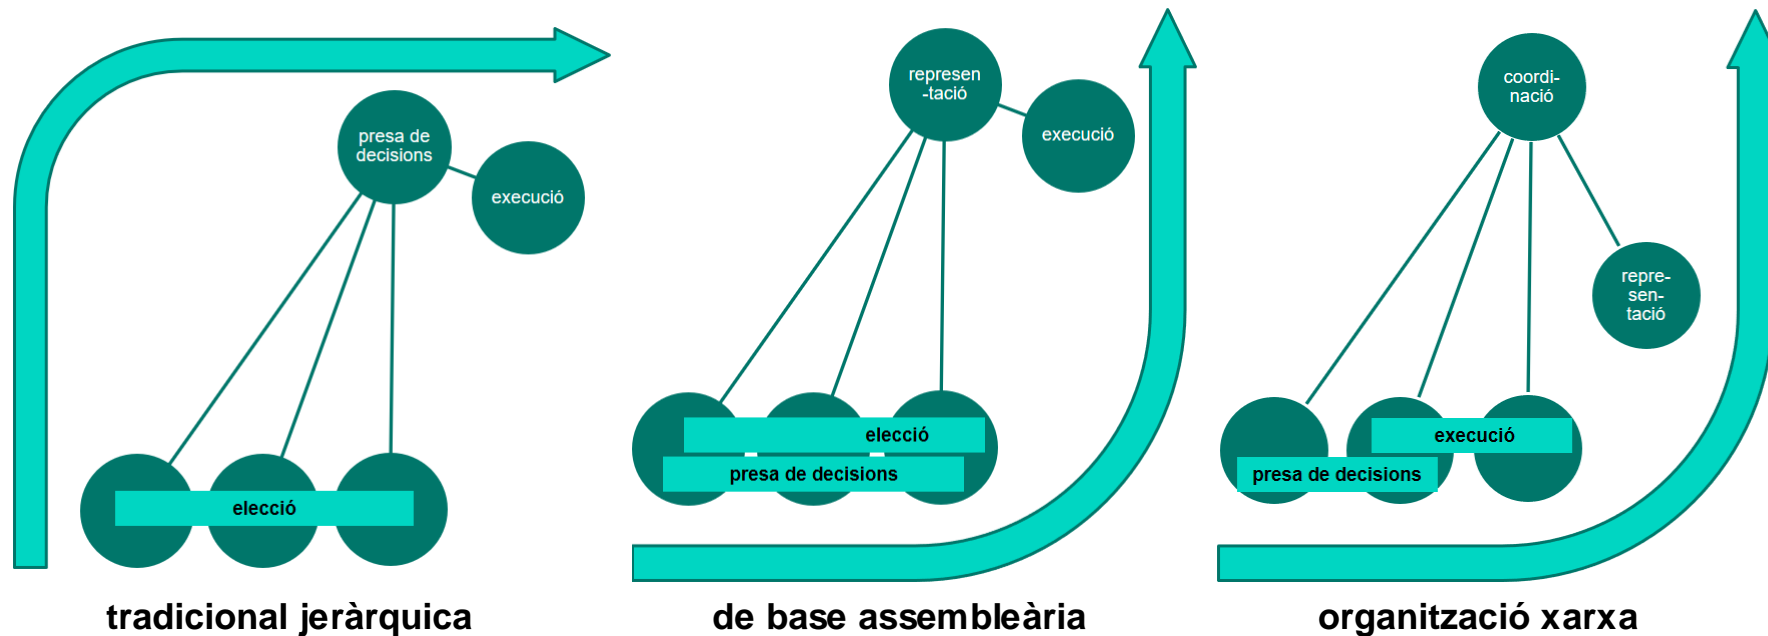 presa de
decisions
execució
elecció
tradicional jeràrquica
represen
-tació
execució
elecció
presa de decisions
de base assembleària
coordi-
nació
repre-
sen-
tació
execució
presa de decisions
organització xarxa